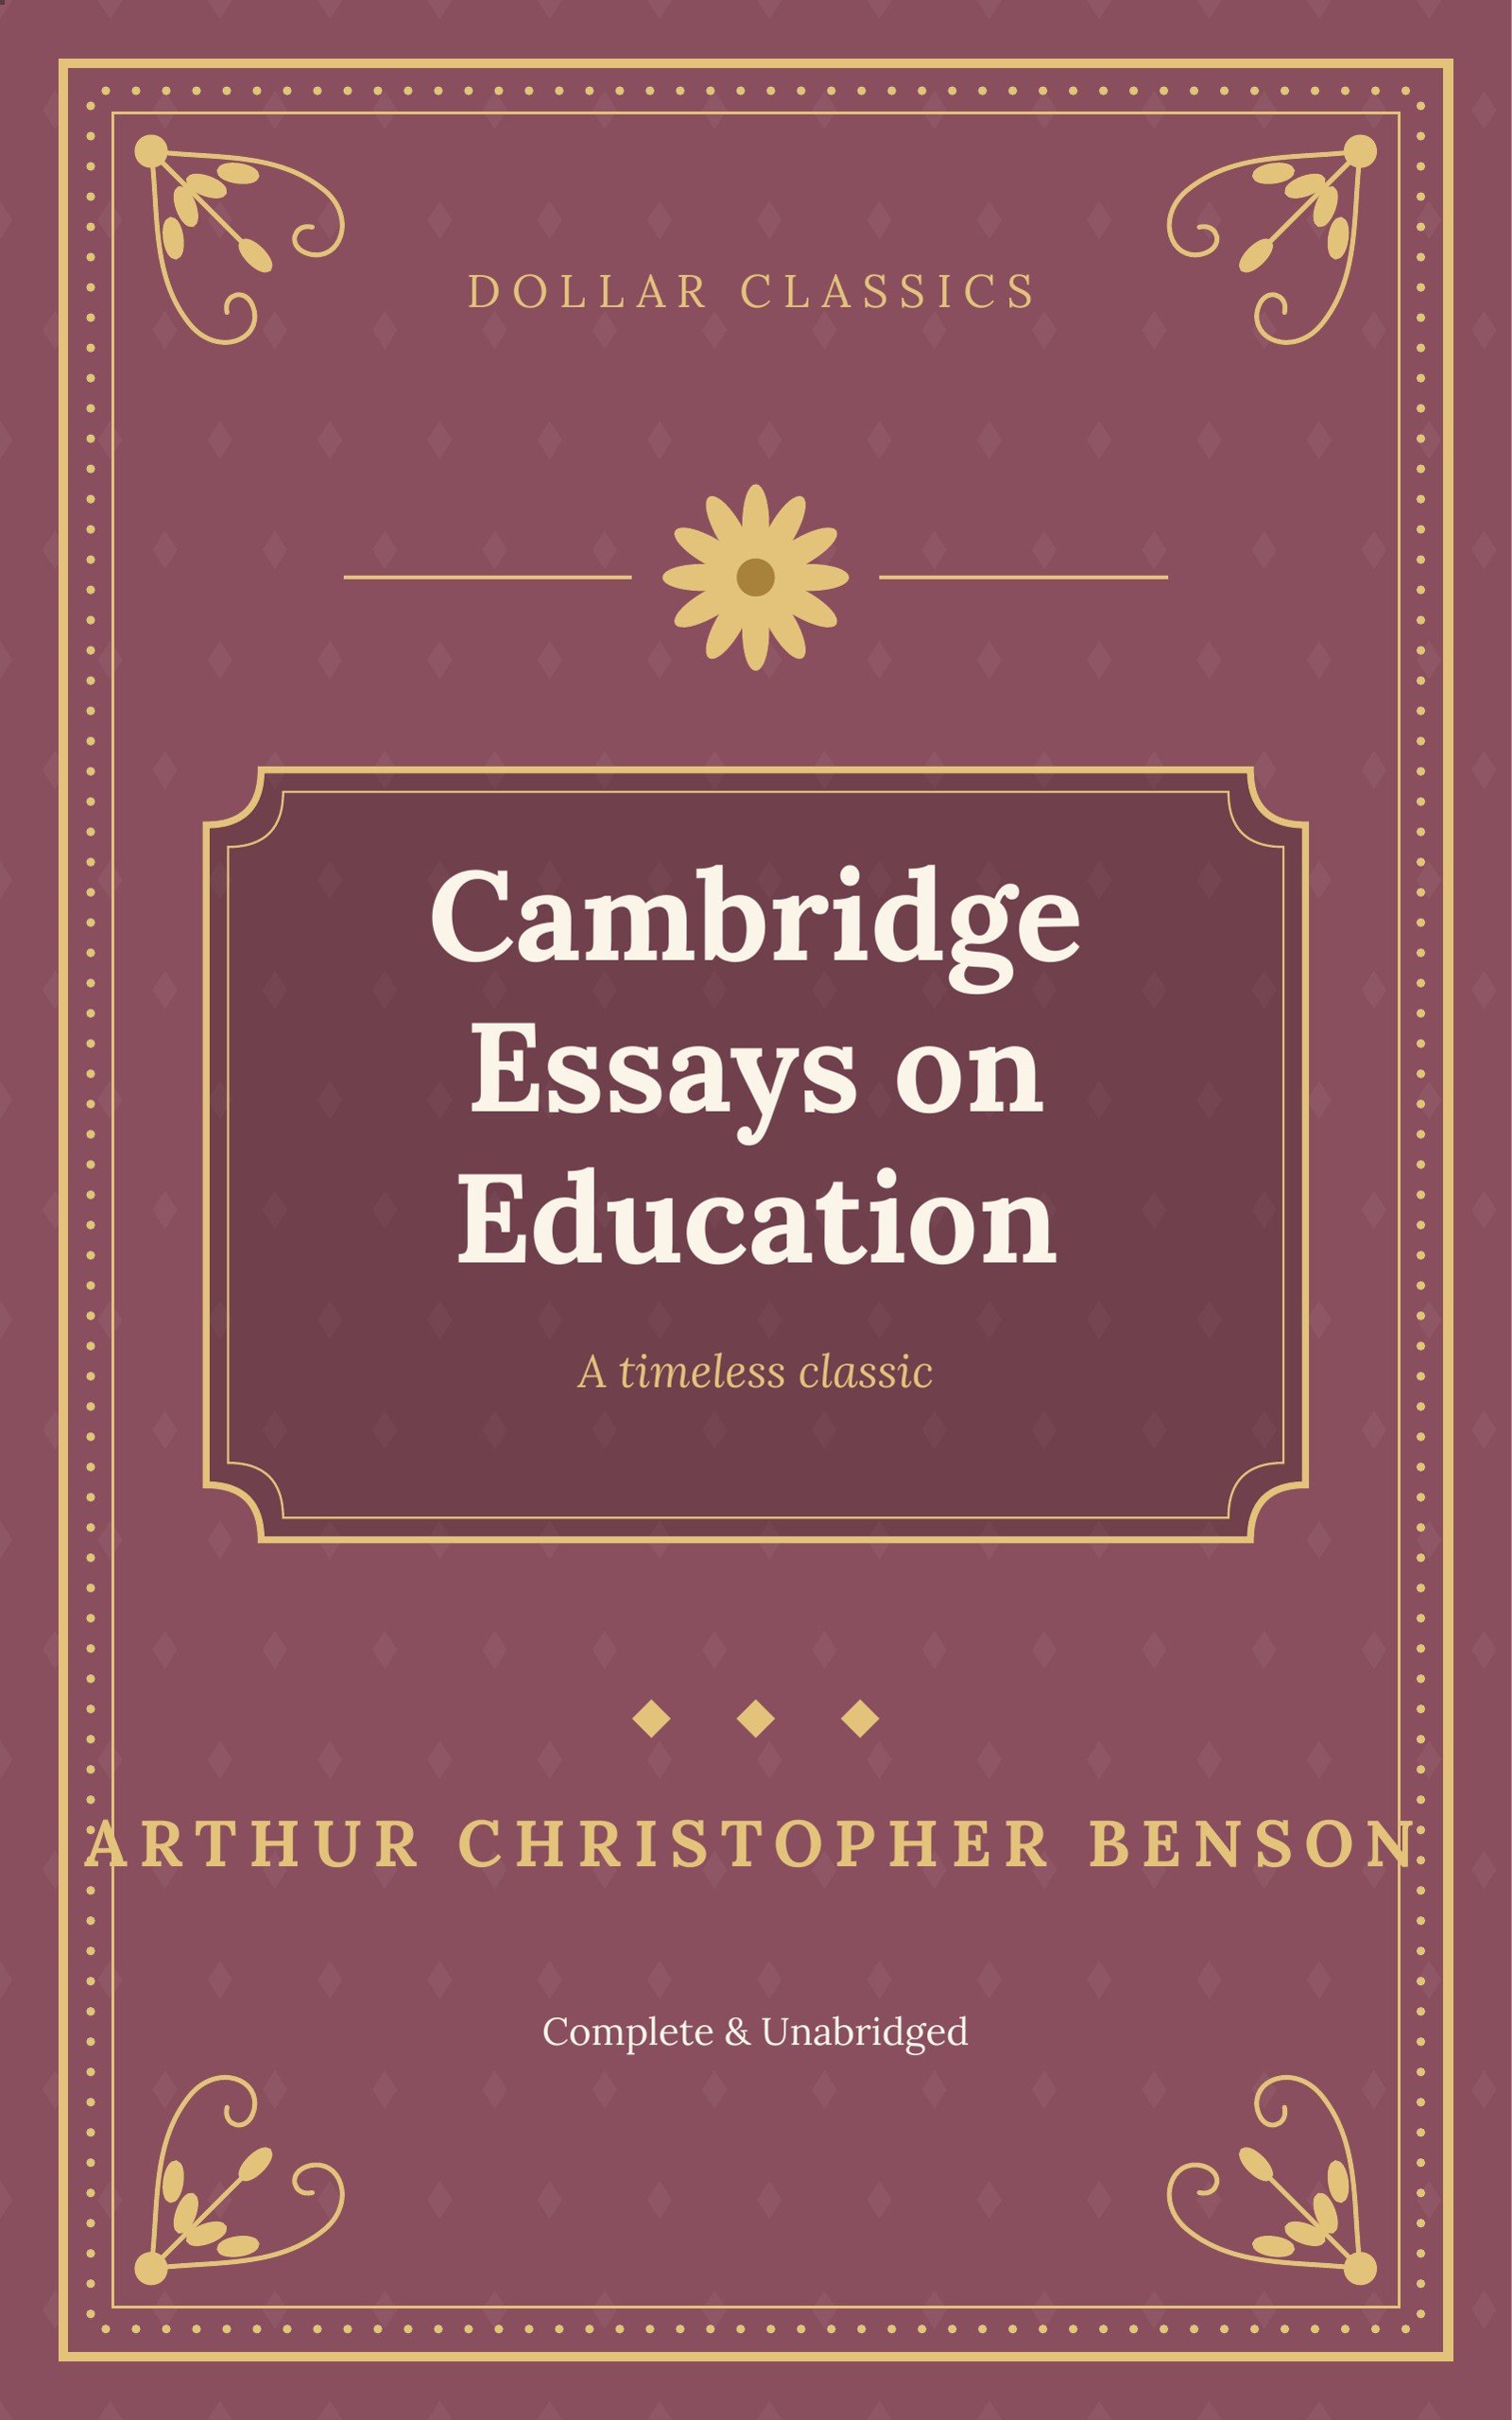 DOLLAR CLASSICS
Cambridge
Essays on
Education
A timeless classic
ARTHUR CHRISTOPHER BENSON
Complete & Unabridged